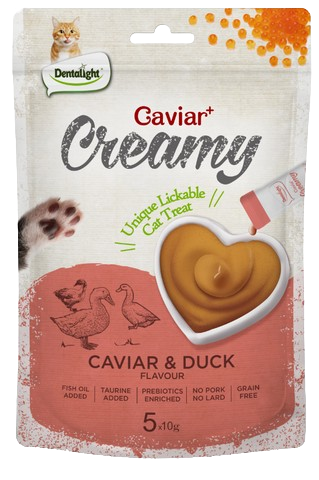 Dentalight®
Caviar+
Creamy
Unique Lickable
Cat Treat
CAVIAR & DUCK
FLAVOUR
FISH OIL
ADDED
TAURINE
ADDED
PREBIOTICS
ENRICHED
NO PORK
NO LARD
GRAIN
FREE
5x10g